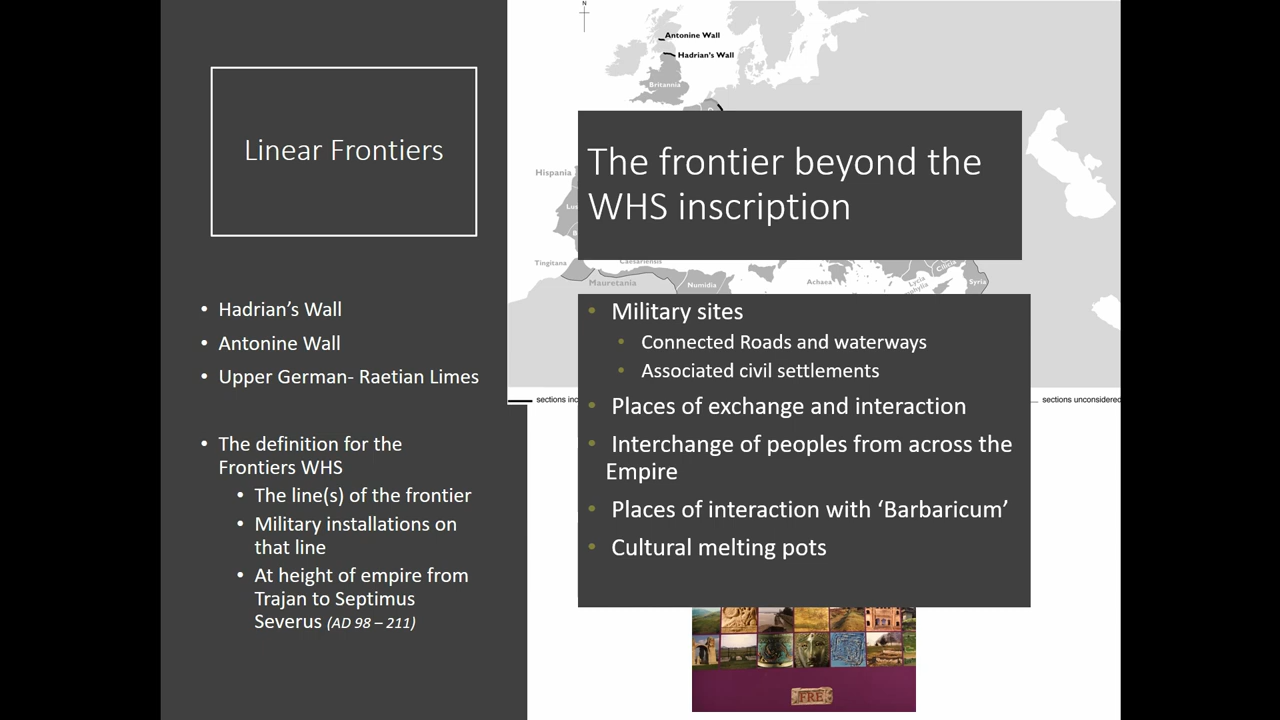 Linear Frontiers
• Hadrian's Wall
• Antonine Wall
• Upper German- Raetian Limes
• The definition for the
Frontiers WHS
• The line(s) of the frontier
• Military installations on
that line
• At height of empire from
Trajan to Septimus
Severus (AD 98 – 211)
N
Antonine Wall
Hadrian's Wall
Britannia
Hispania
Tingitana
Caesariensis
Mauretania
Numidia
Achaea
Lycia
Syria
The frontier beyond the
WHS inscription
• Military sites
• Connected Roads and waterways
• Associated civil settlements
• Places of exchange and interaction
• Interchange of peoples from across the
Empire
• Places of interaction with ‘Barbaricum’
• Cultural melting pots
sections unconsidered
FRE